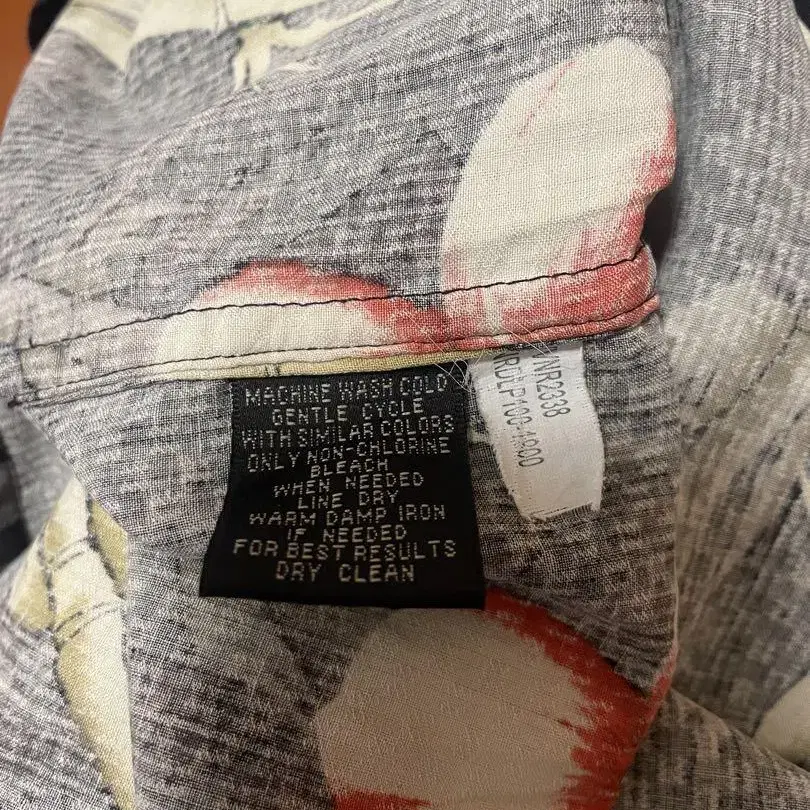 MACHINE WASH COLD
GENTLE CYCLE
WITH SIMILAR COLORS
ONLY NON-CHLORINE
BLEACH
WHEN NEEDED
LINE DRY
WARM DAMP IRON
IF NEEDED
FOR BEST RESULTS
DRY CLEAN